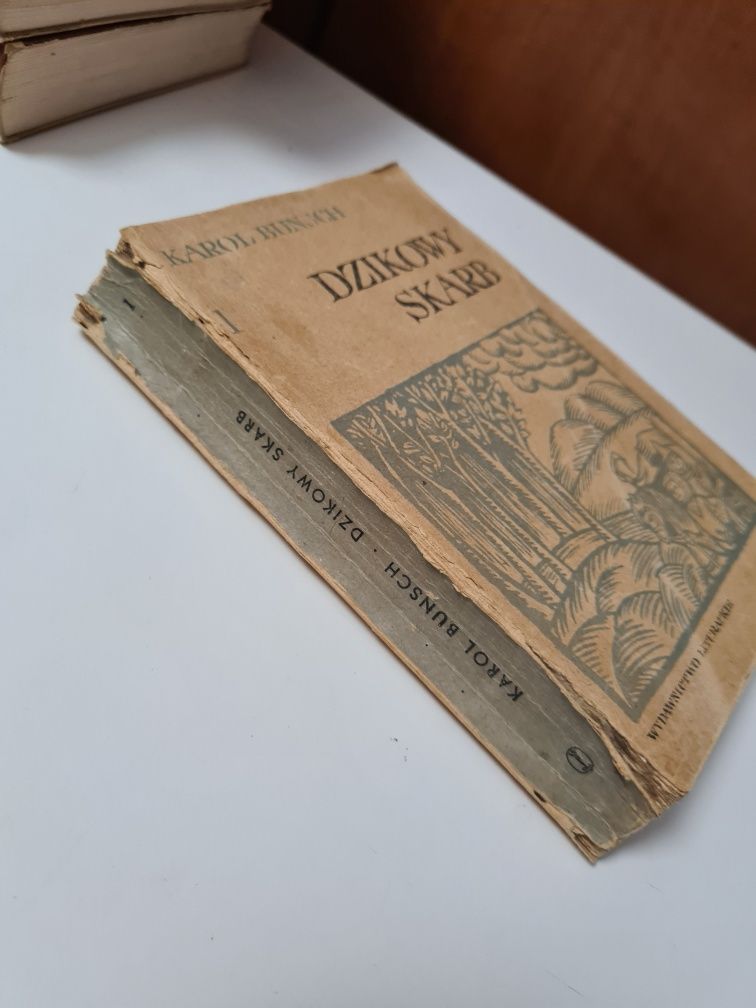 KAROL BUNSCH
1
DZIKOWY
SKARB
WYDAWNICTWO LITERACKIE
1
KAROL BUNSCH · DZIKOWY SKARB